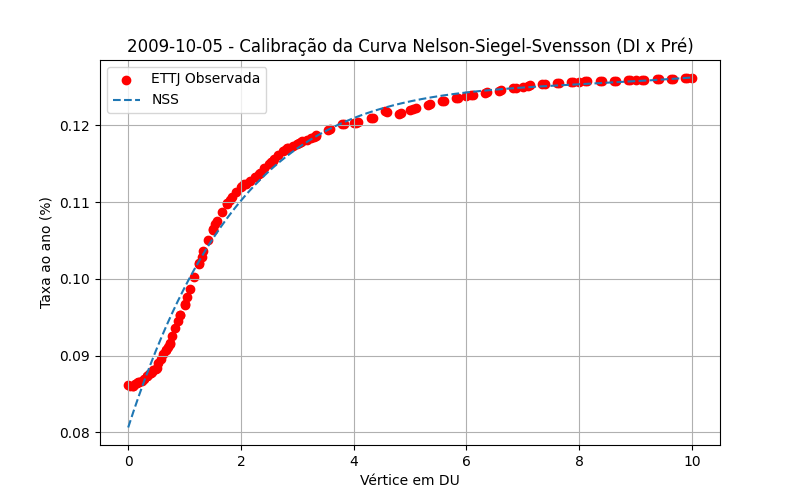 2009-10-05 - Calibração da Curva Nelson-Siegel-Svensson (DI x Pré)
ETTJ Observada
NSS
0.12
0.11
0.10
0.09
0.08
Taxa ao ano (%)
0
2
4
6
8
10
Vértice em DU